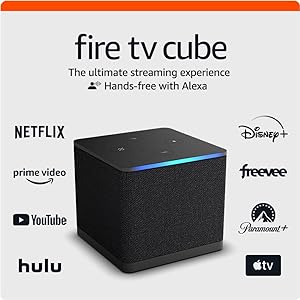 fire tv cube
The ultimate streaming experience
Hands-free with Alexa
NETFLIX
DISNEY+
prime video
freevee
YouTube
Paramount+
hulu
tv